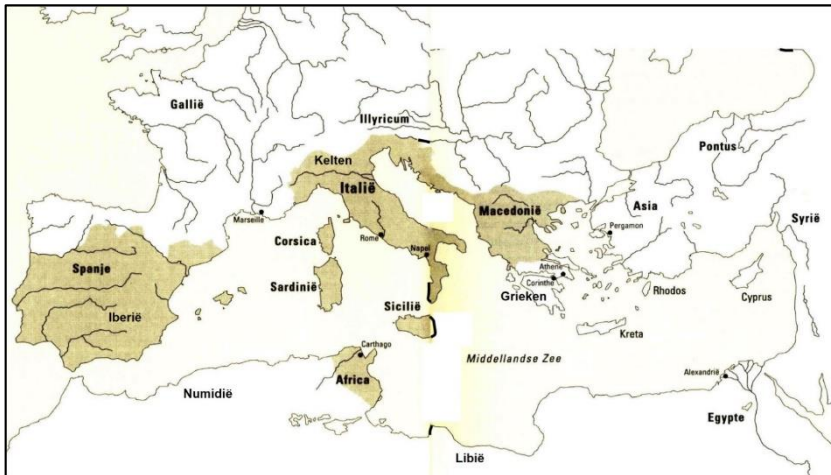 Gallië
Illyricum
Pontus
Kelten
Italië
Marseille
Macedonië
Asia
Syrië
Pergamon
Corsica
Rome
Napel
Spanje
Athene
Corinthe
Sardinië
Grieken
Rhodos
Cyprus
Iberië
Sicilië
Kreta
Carthago
Middellandse Zee
Africa
Alexandrië
Numidië
Egypte
Libië